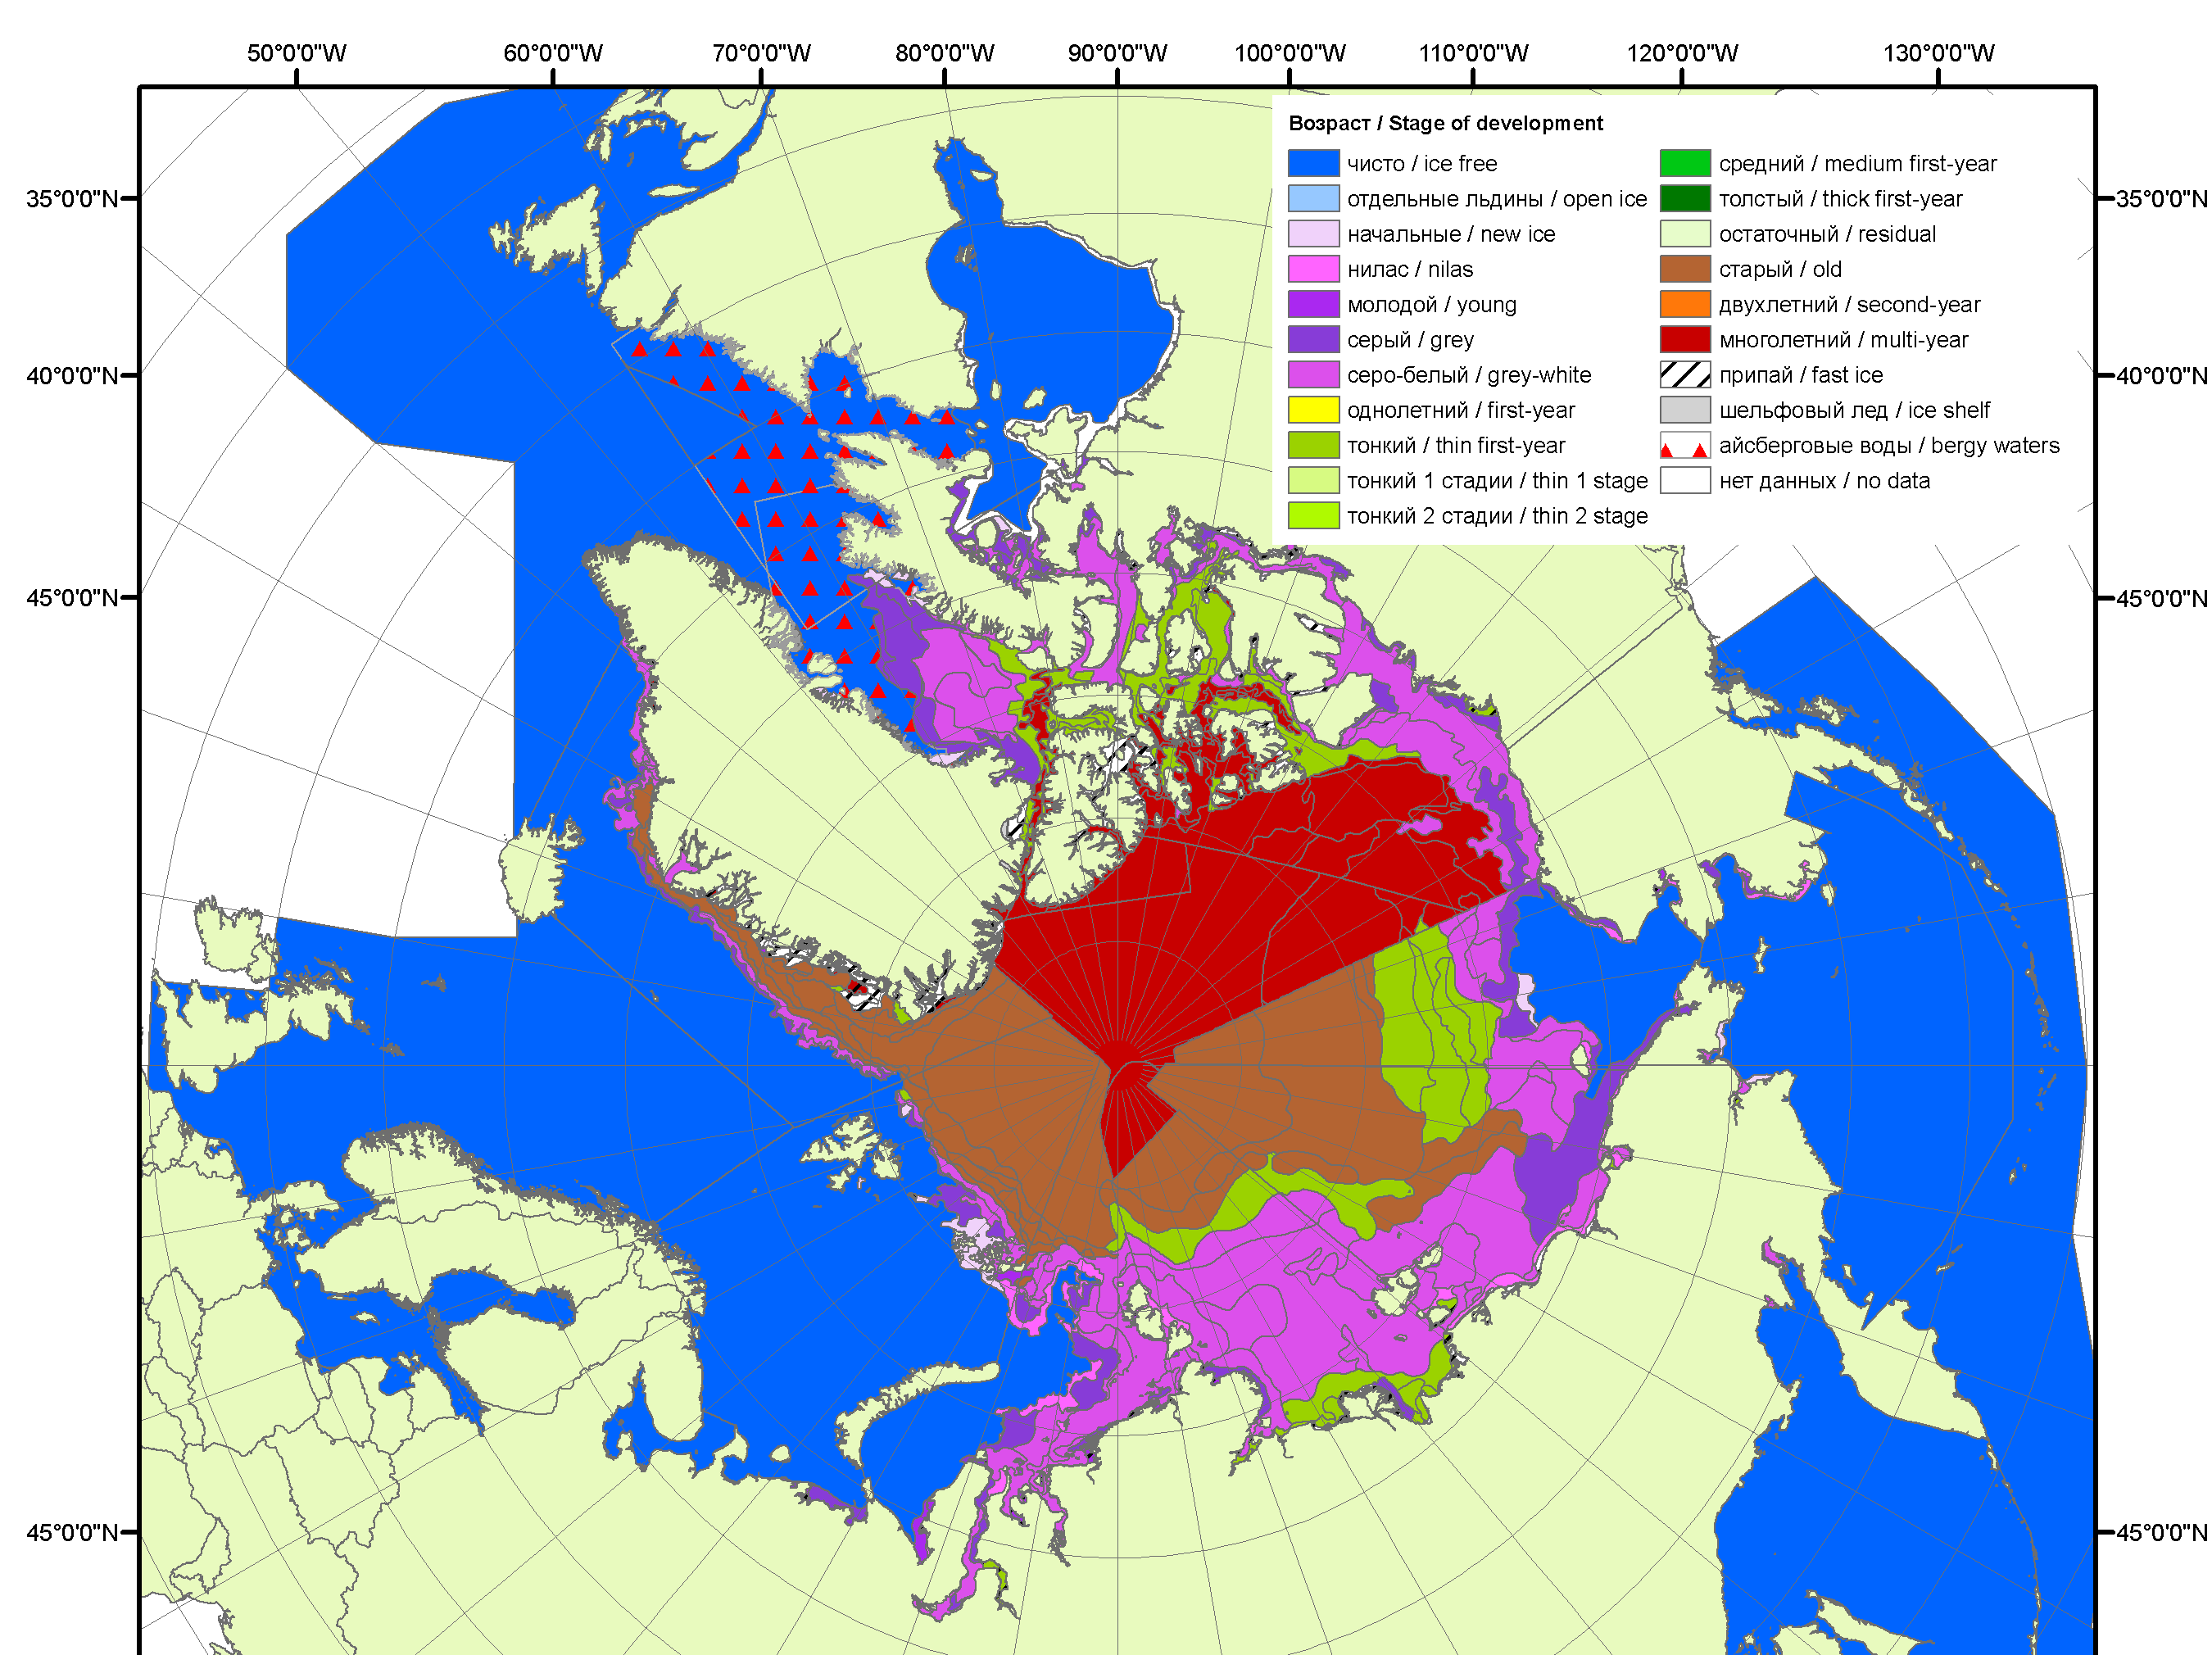 50°0'0"W 60°0'0"W 70°0'0"W 80°0'0"W 90°0'0"W 100°0'0"W 110°0'0"W 120°0'0"W 130°0'0"W
Возраст / Stage of development
чисто / ice free
отдельные льдины / open ice
начальные / new ice
нилас / nilas
молодой / young
серый / grey
серо-белый / grey-white
однолетний / first-year
тонкий / thin first-year
тонкий 1 стадии / thin 1 stage
тонкий 2 стадии / thin 2 stage
средний / medium first-year
толстый / thick first-year
остаточный / residual
старый / old
двухлетний / second-year
многолетний / multi-year
припай / fast ice
шельфовый лед / ice shelf
айсберговые воды / bergy waters
нет данных / no data
35°0'0"N 35°0'0"N
40°0'0"N 40°0'0"N
45°0'0"N 45°0'0"N
45°0'0"N 45°0'0"N